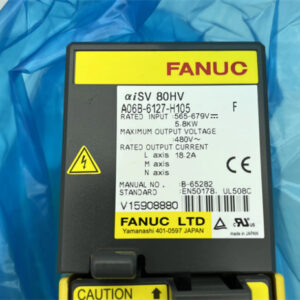 FANUC
αiSV 80HV
A06B-6127-H105 F
RATED INPUT :565-679V⎓
5.8KW
MAXIMUM OUTPUT VOLTAGE:
480V~
RATED OUTPUT CURRENT
L axis :18.2A
M axis
N axis
MANUAL NO. :B-65282
STANDARD :EN50178, UL508C
V15908880
FANUC LTD
Yamanashi 401-0597 JAPAN
MADE IN JAPAN
CAUTION